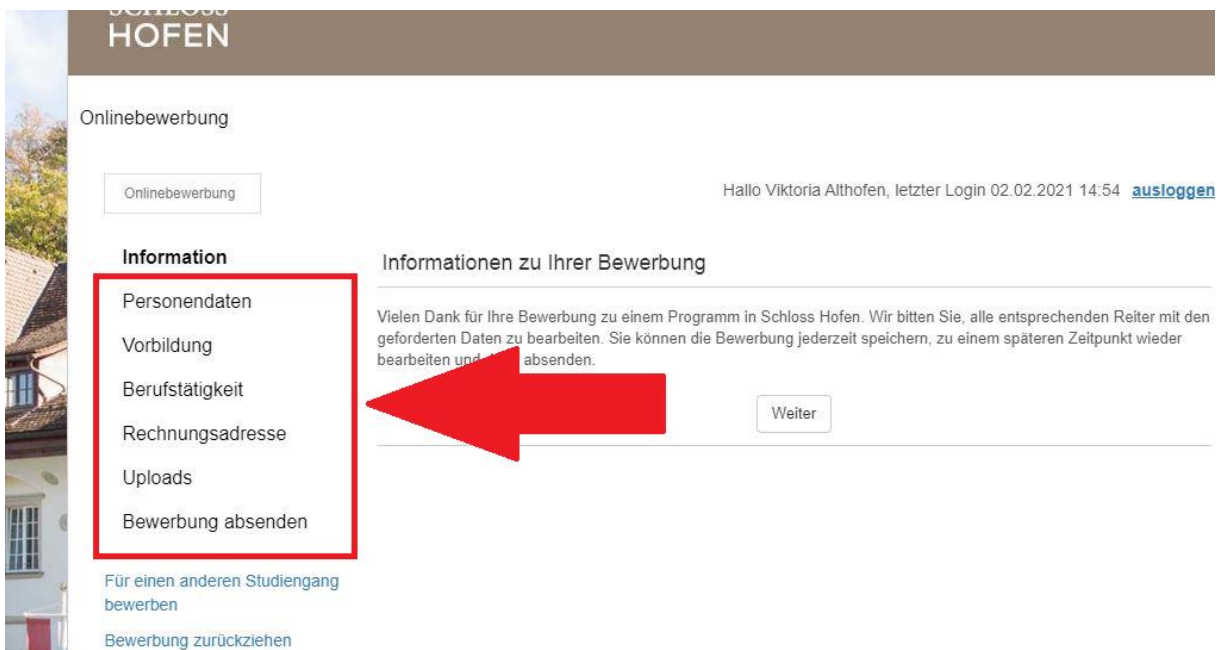 SCHLOSS
HOFEN
Onlinebewerbung
Onlinebewerbung
Hallo Viktoria Althofen, letzter Login 02.02.2021 14:54 ausloggen
Information
Personendaten
Vorbildung
Berufstätigkeit
Rechnungsadresse
Uploads
Bewerbung absenden
Für einen anderen Studiengang
bewerben
Bewerbung zurückziehen
Informationen zu Ihrer Bewerbung
Vielen Dank für Ihre Bewerbung zu einem Programm in Schloss Hofen. Wir bitten Sie, alle entsprechenden Reiter mit den
geforderten Daten zu bearbeiten. Sie können die Bewerbung jederzeit speichern, zu einem späteren Zeitpunkt wieder
bearbeiten und absenden.
Weiter